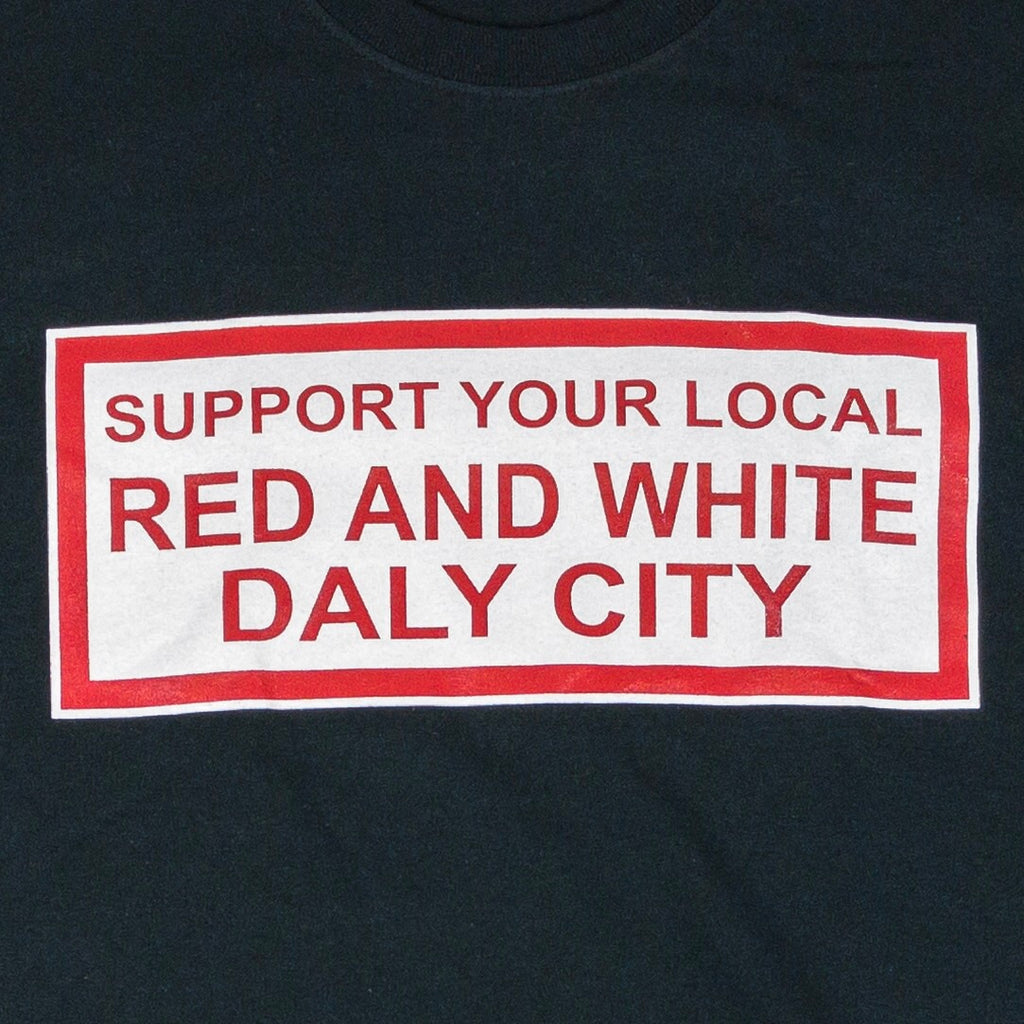 SUPPORT YOUR LOCAL
RED AND WHITE
DALY CITY